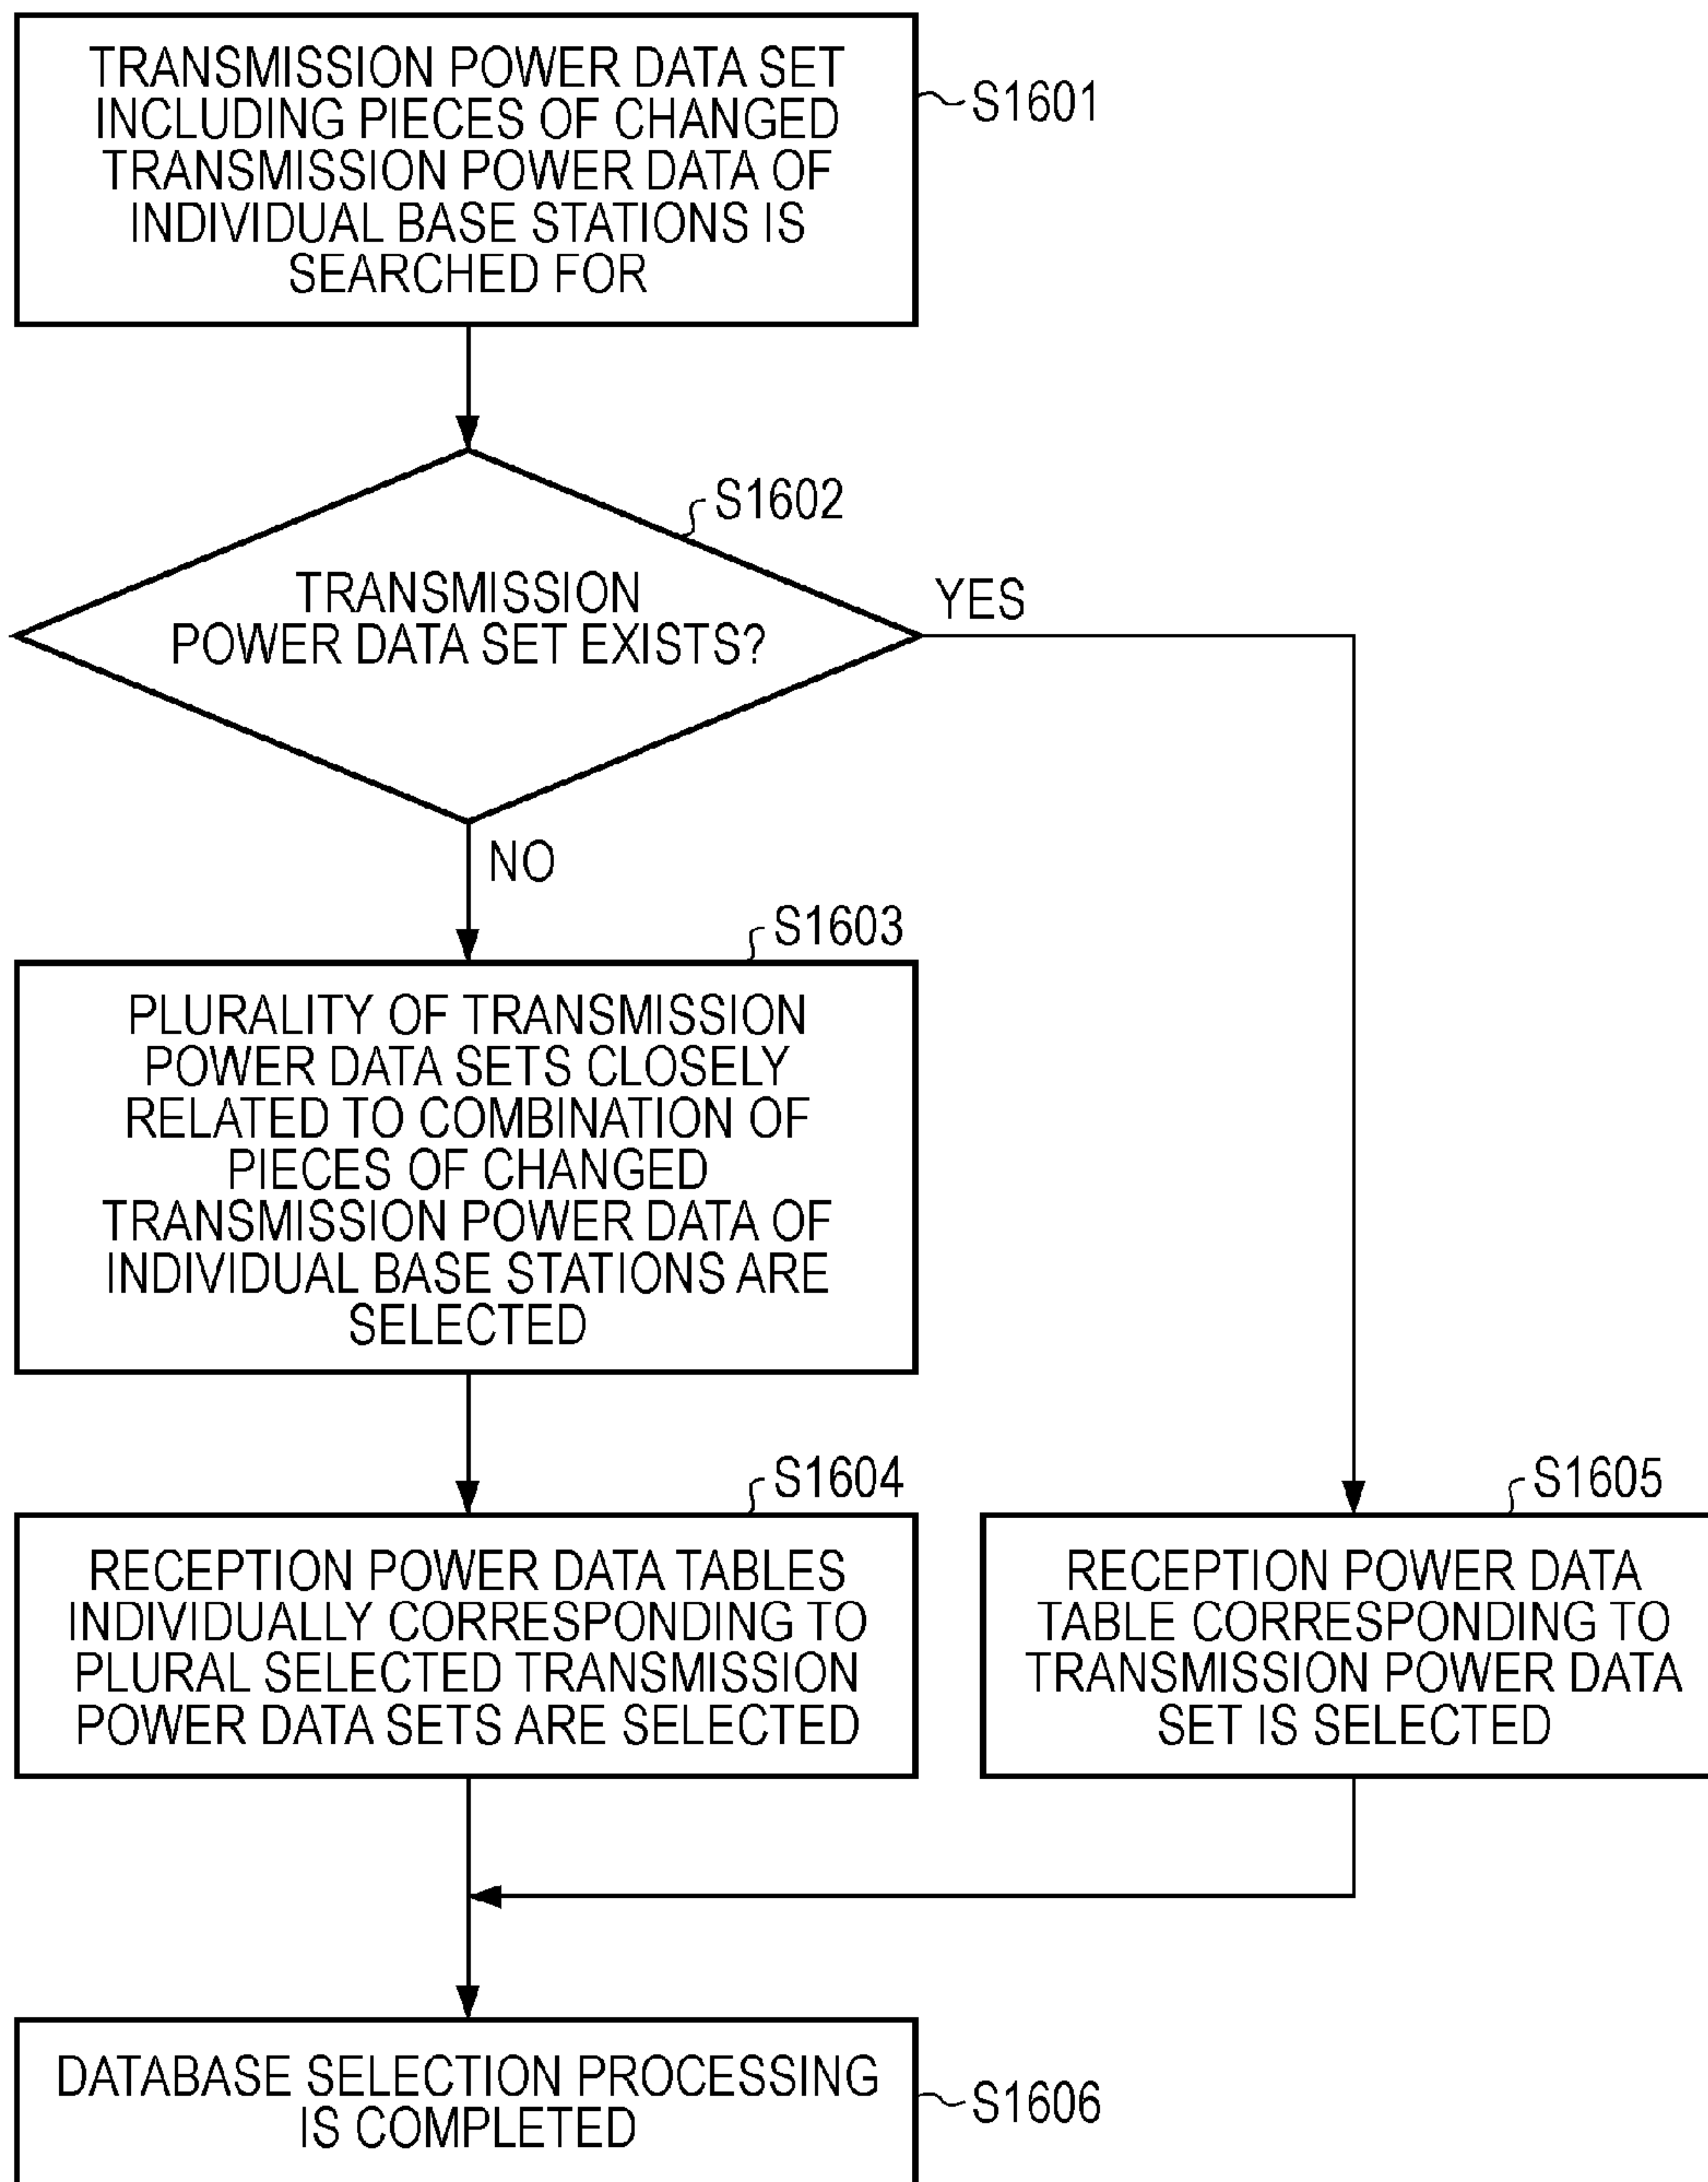 TRANSMISSION POWER DATA SET
INCLUDING PIECES OF CHANGED
TRANSMISSION POWER DATA OF
INDIVIDUAL BASE STATIONS IS
SEARCHED FOR
S1601
S1602
TRANSMISSION
POWER DATA SET EXISTS?
YES
NO
S1603
PLURALITY OF TRANSMISSION
POWER DATA SETS CLOSELY
RELATED TO COMBINATION OF
PIECES OF CHANGED
TRANSMISSION POWER DATA OF
INDIVIDUAL BASE STATIONS ARE
SELECTED
S1604
RECEPTION POWER DATA TABLES
INDIVIDUALLY CORRESPONDING TO
PLURAL SELECTED TRANSMISSION
POWER DATA SETS ARE SELECTED
S1605
RECEPTION POWER DATA
TABLE CORRESPONDING TO
TRANSMISSION POWER DATA
SET IS SELECTED
DATABASE SELECTION PROCESSING
IS COMPLETED
S1606